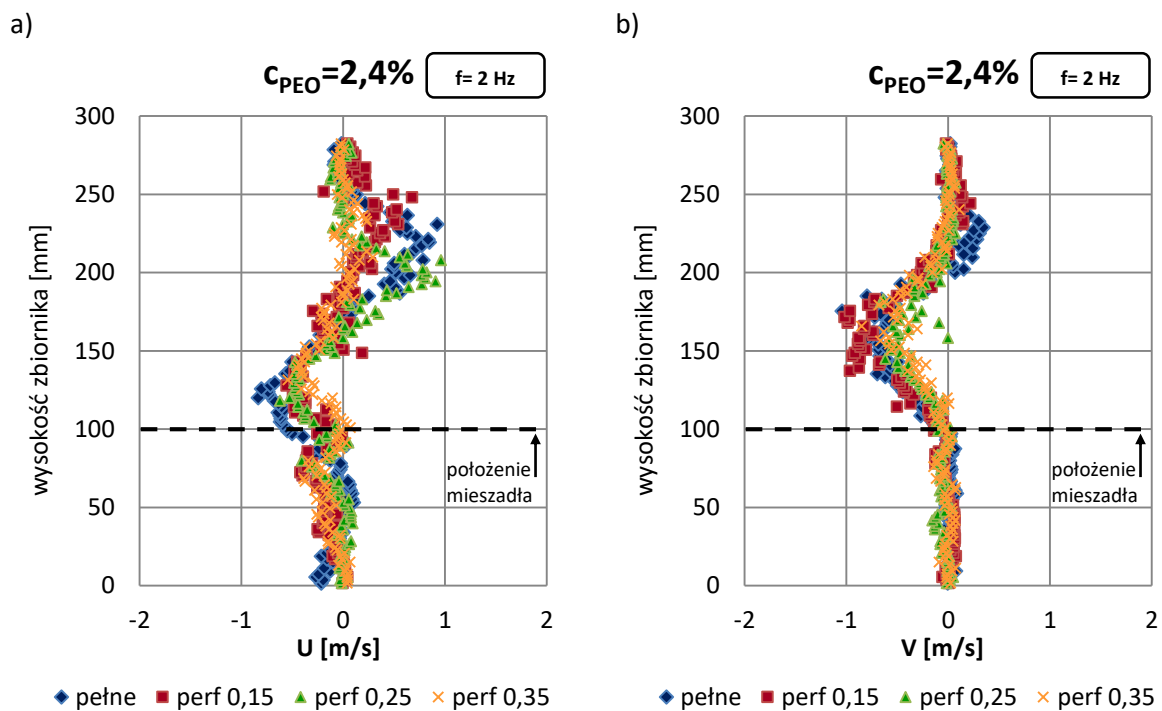 a)
c_PEO=2,4%
f= 2 Hz
wysokość zbiornika [mm]
300
250
200
150
100
50
0
położenie
mieszadła
-2 -1 0 1 2
U [m/s]
pełne perf 0,15 perf 0,25 perf 0,35
b)
c_PEO=2,4%
f= 2 Hz
wysokość zbiornika [mm]
300
250
200
150
100
50
0
położenie
mieszadła
-2 -1 0 1 2
V [m/s]
pełne perf 0,15 perf 0,25 perf 0,35